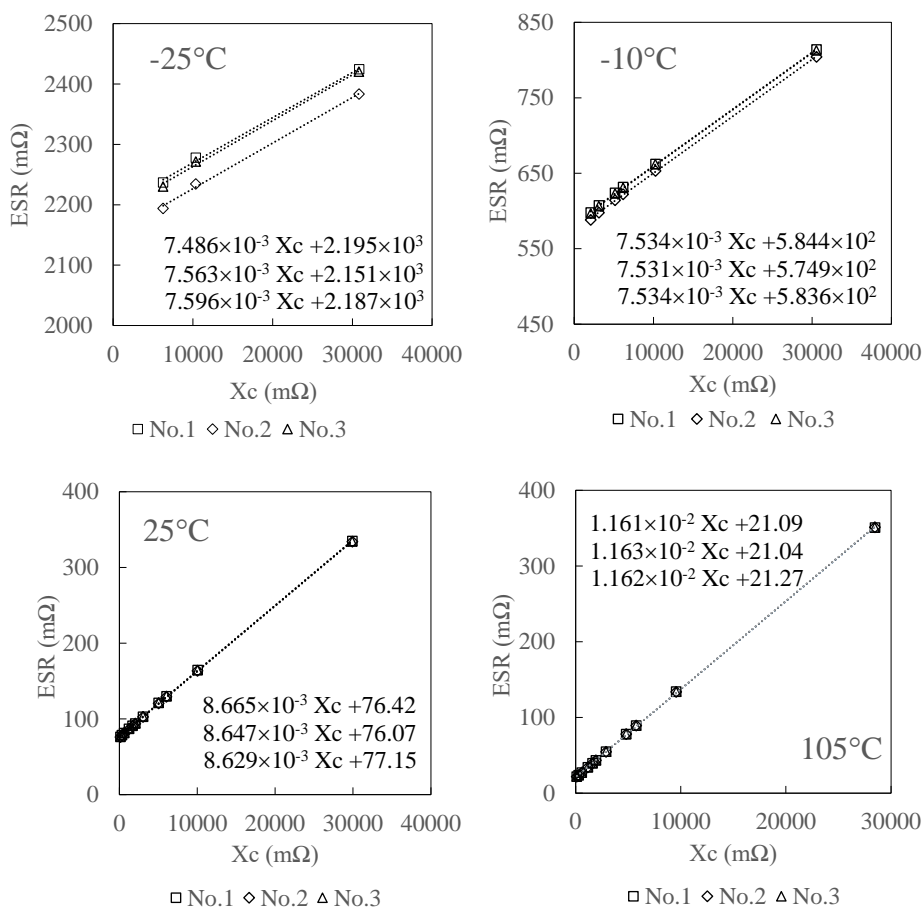 2500
2400
2300
2200
2100
2000
ESR (mΩ)
-25°C
7.486×10⁻³ Xc +2.195×10³
7.563×10⁻³ Xc +2.151×10³
7.596×10⁻³ Xc +2.187×10³
0 10000 20000 30000 40000
Xc (mΩ)
□ No.1 ◇ No.2 △ No.3
850
750
650
550
450
ESR (mΩ)
-10°C
7.534×10⁻³ Xc +5.844×10²
7.531×10⁻³ Xc +5.749×10²
7.534×10⁻³ Xc +5.836×10²
0 10000 20000 30000 40000
Xc (mΩ)
□ No.1 ◇ No.2 △ No.3
400
300
200
100
0
ESR (mΩ)
25°C
8.665×10⁻³ Xc +76.42
8.647×10⁻³ Xc +76.07
8.629×10⁻³ Xc +77.15
0 10000 20000 30000 40000
Xc (mΩ)
□ No.1 ◇ No.2 △ No.3
400
300
200
100
0
ESR (mΩ)
1.161×10⁻² Xc +21.09
1.163×10⁻² Xc +21.04
1.162×10⁻² Xc +21.27
105°C
0 10000 20000 30000
Xc (mΩ)
□ No.1 ◇ No.2 △ No.3